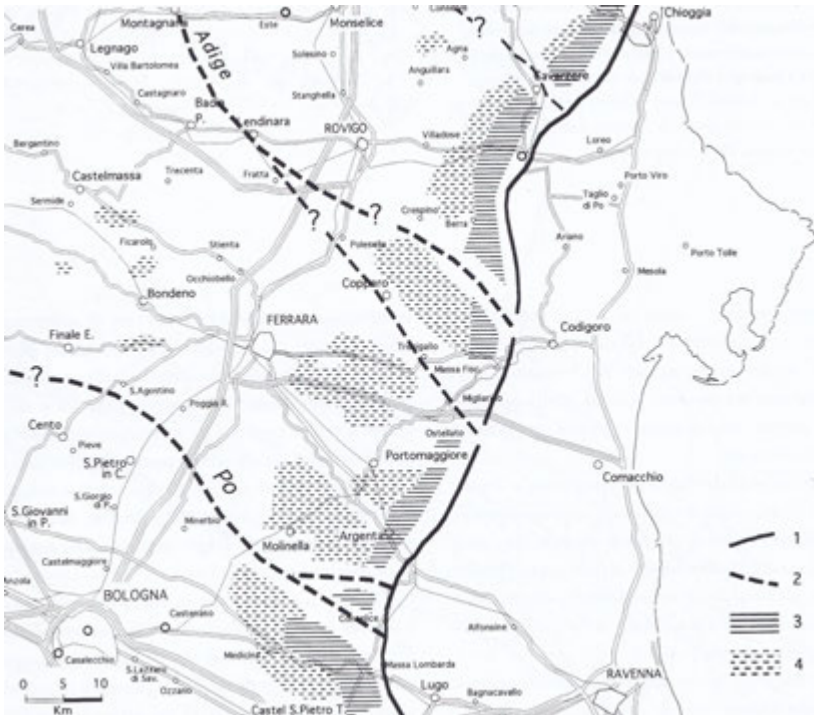 Montagnana
Este
Monselice
Chioggia
Cerea
Legnago
Adige
Solesino
Agna
?
Villa Bartolomea
Anguillara
Cavarzere
Castagnaro
Stanghella
Badia
P.
Lendinara
ROVIGO
Villadose
Loreo
Bergantino
Trecenta
Fratta
Castelmassa
Porto Viro
Taglio
di Po
Sermide
?
?
Crespino
Berra
Ficarolo
Stienta
Polesella
Ariano
Porto Tolle
Occhiobello
Mesola
Bondeno
Copparo
FERRARA
Codigoro
Finale E.
Tresigallo
?
Massa Fisc.
S.Agostino
Poggio R.
Migliarino
Cento
Ostellato
Pieve
S.Pietro
in C.
Po
Portomaggiore
Comacchio
S.Giorgio
di P.
S.Giovanni
in P.
Minerbio
Argenta
1
Molinella
2
Castelmaggiore
Anzola
BOLOGNA
3
Castenaso
Conselice
Alfonsine
4
Medicina
Casalecchio
S.Lazzaro
di Sav.
Massa Lombarda
RAVENNA
0 5 10
Km
Ozzano
Lugo
Bagnacavallo
Castel S.Pietro T.